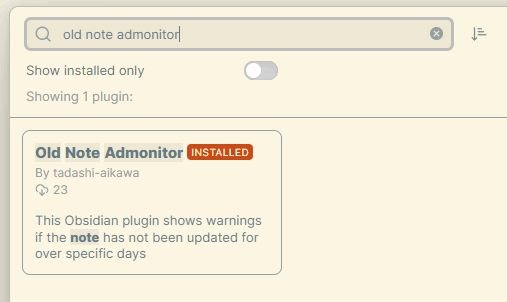 old note admonitor
Show installed only
Showing 1 plugin:
Old Note Admonitor INSTALLED
By tadashi-aikawa
23
This Obsidian plugin shows warnings
if the note has not been updated for
over specific days